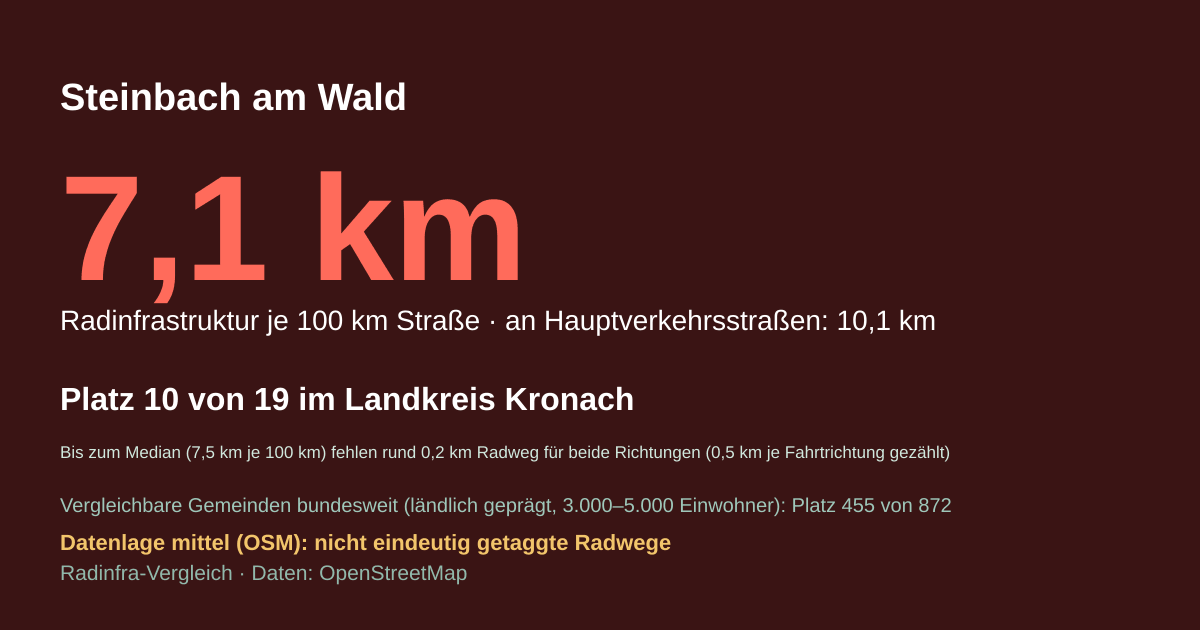 Steinbach am Wald
7,1 km
Radinfrastruktur je 100 km Straße · an Hauptverkehrsstraßen: 10,1 km
Platz 10 von 19 im Landkreis Kronach
Bis zum Median (7,5 km je 100 km) fehlen rund 0,2 km Radweg für beide Richtungen (0,5 km je Fahrtrichtung gezählt)
Vergleichbare Gemeinden bundesweit (ländlich geprägt, 3.000–5.000 Einwohner): Platz 455 von 872
Datenlage mittel (OSM): nicht eindeutig getaggte Radwege
Radinfra-Vergleich · Daten: OpenStreetMap